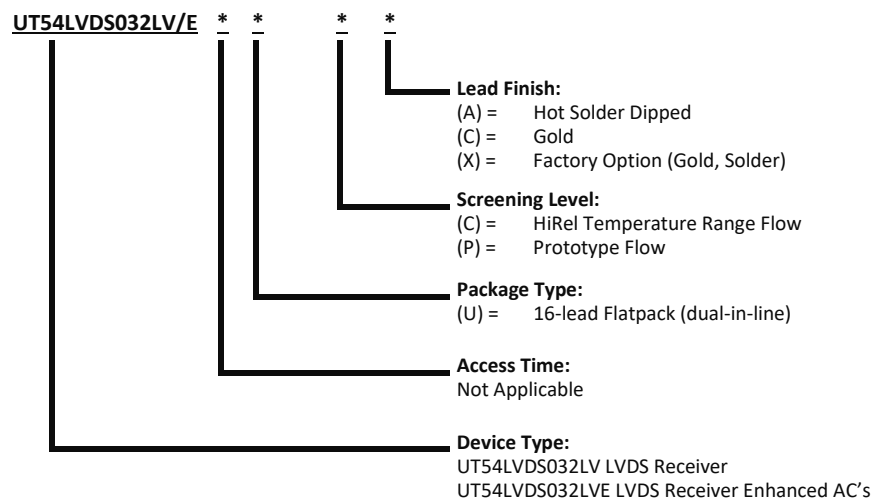 UT54LVDS032LV/E * * * *
Lead Finish:
(A) = Hot Solder Dipped
(C) = Gold
(X) = Factory Option (Gold, Solder)
Screening Level:
(C) = HiRel Temperature Range Flow
(P) = Prototype Flow
Package Type:
(U) = 16-lead Flatpack (dual-in-line)
Access Time:
Not Applicable
Device Type:
UT54LVDS032LV LVDS Receiver
UT54LVDS032LVE LVDS Receiver Enhanced AC’s